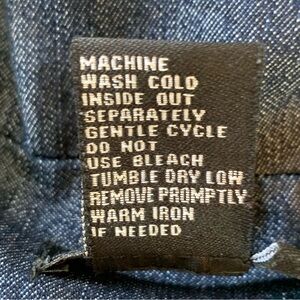 MACHINE
WASH COLD
INSIDE OUT
SEPARATELY
GENTLE CYCLE
DO NOT
USE BLEACH
TUMBLE DRY LOW
REMOVE PROMPTLY
WARM IRON
IF NEEDED